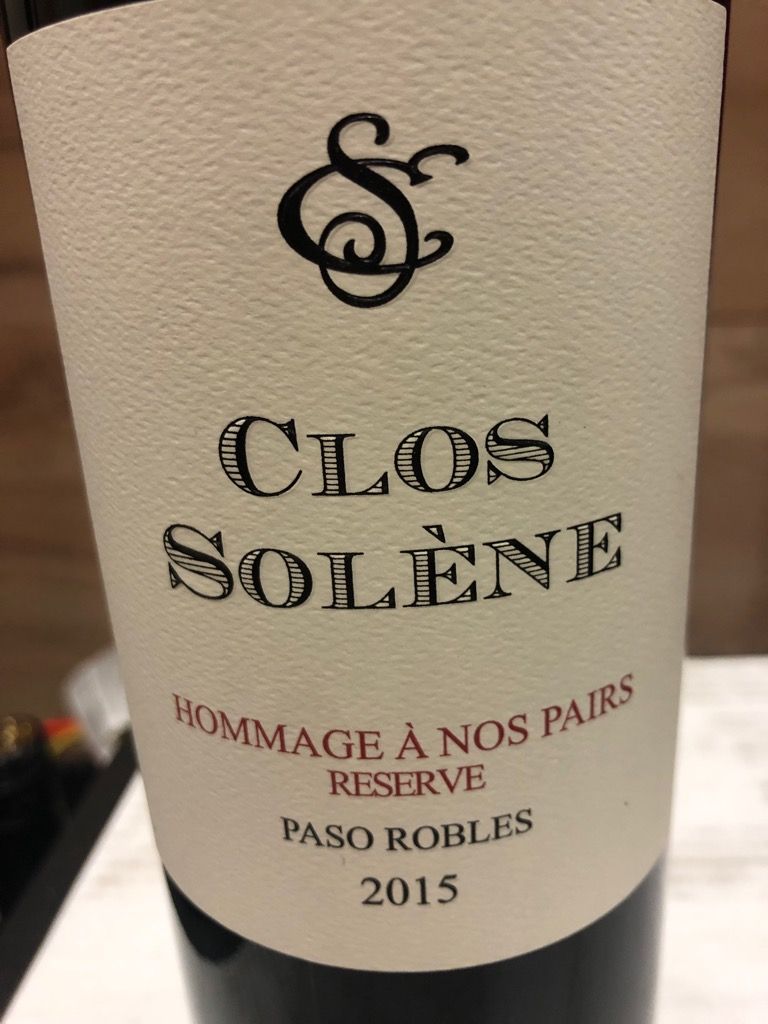 CLOS
SOLÈNE
HOMMAGE À NOS PAIRS
RESERVE
PASO ROBLES
2015